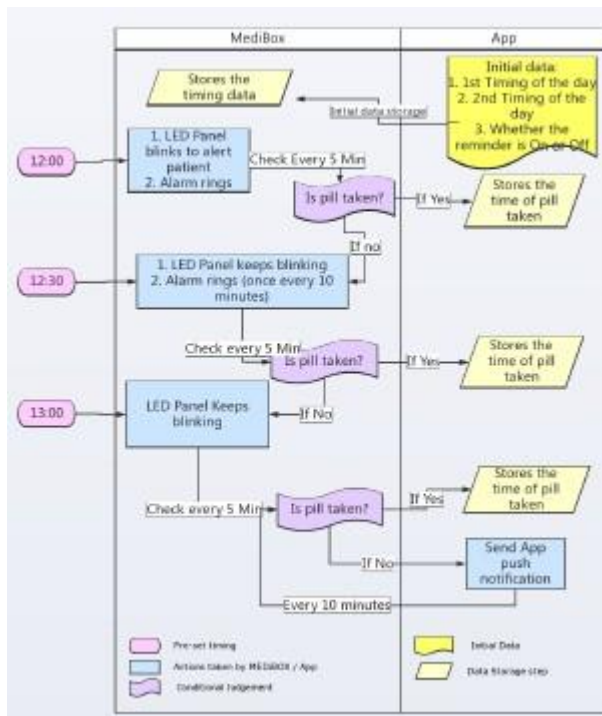 MediBox
App
Stores the
timing data
Initial data:
1. 1st Timing of the
day
2. 2nd Timing of the
day
3. Whether the
reminder is On or Off
Initial data storage
12:00
1. LED Panel
blinks to alert
patient
2. Alarm rings
Check Every 5 Min
Is pill taken?
If Yes
Stores the
time of pill
taken
If no
12:30
1. LED Panel keeps blinking
2. Alarm rings (once every 10
minutes)
Check every 5 Min
Is pill taken?
If Yes
Stores the
time of pill
taken
13:00
LED Panel Keeps
blinking
If No
Check every 5 Min
Is pill taken?
If Yes
Stores the
time of pill
taken
If No
Send App
push
notification
Every 10 minutes
Pre-set timing
Actions taken by MEDIBOX / App
Conditional Judgement
Initial Data
Data Storage step